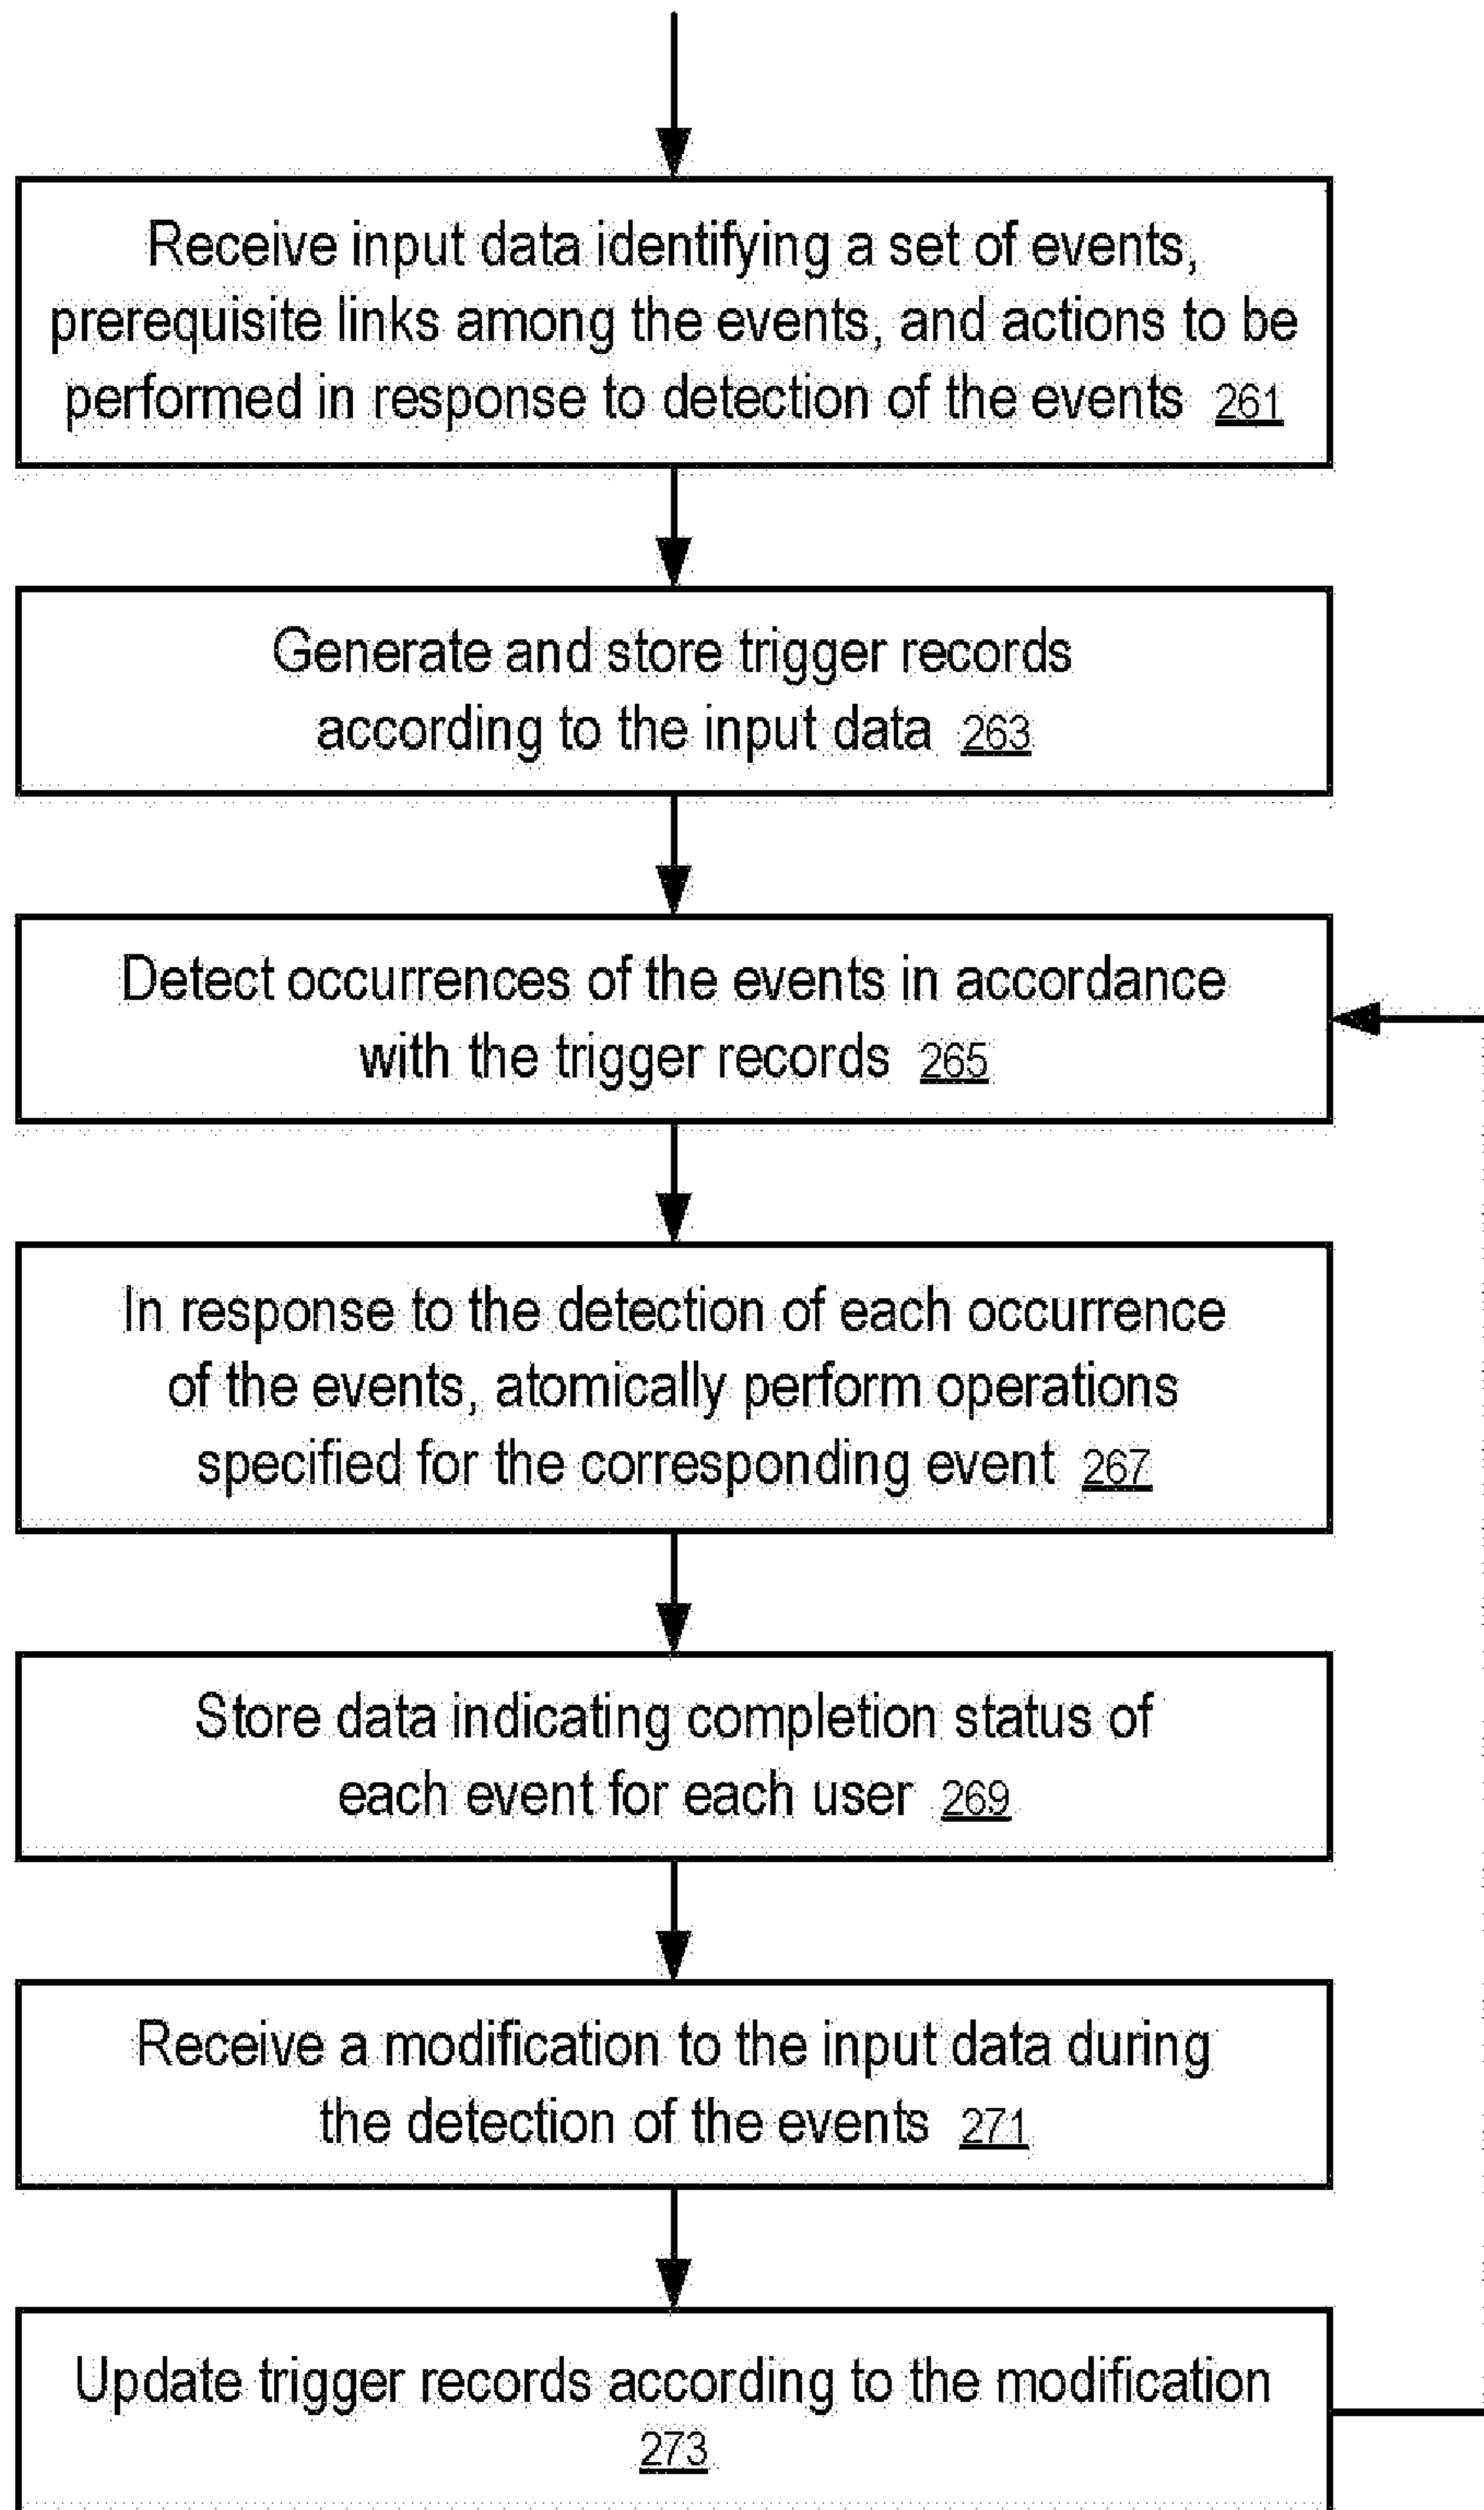 Receive input data identifying a set of events,
prerequisite links among the events, and actions to be
performed in response to detection of the events 261
Generate and store trigger records
according to the input data 263
Detect occurrences of the events in accordance
with the trigger records 265
In response to the detection of each occurrence
of the events, atomically perform operations
specified for the corresponding event 267
Store data indicating completion status of
each event for each user 269
Receive a modification to the input data during
the detection of the events 271
Update trigger records according to the modification
273